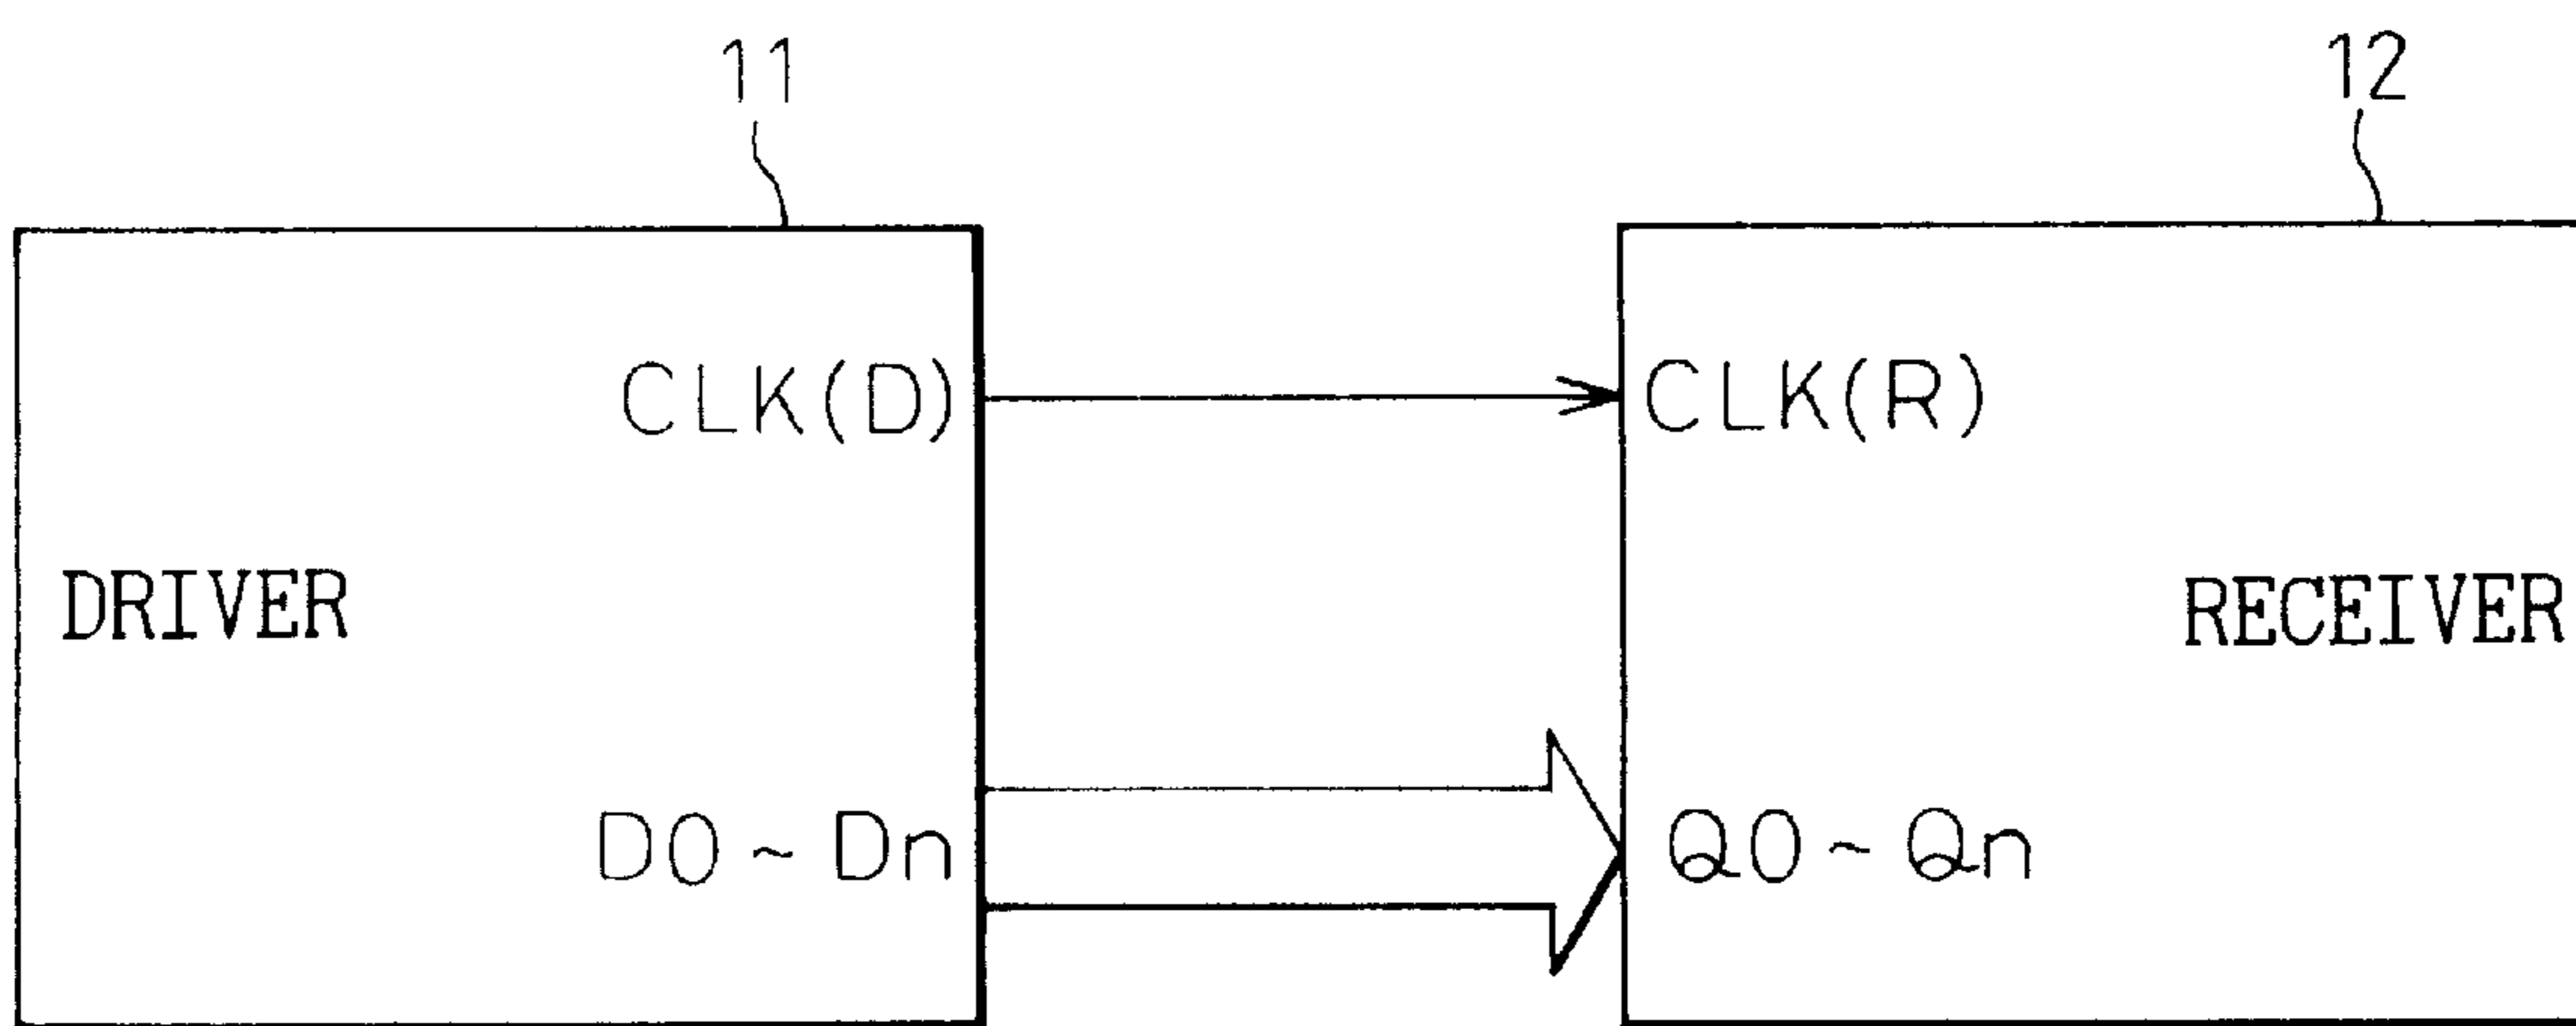 11
12
CLK(D)
CLK(R)
DRIVER
RECEIVER
D0~Dn
Q0~Qn